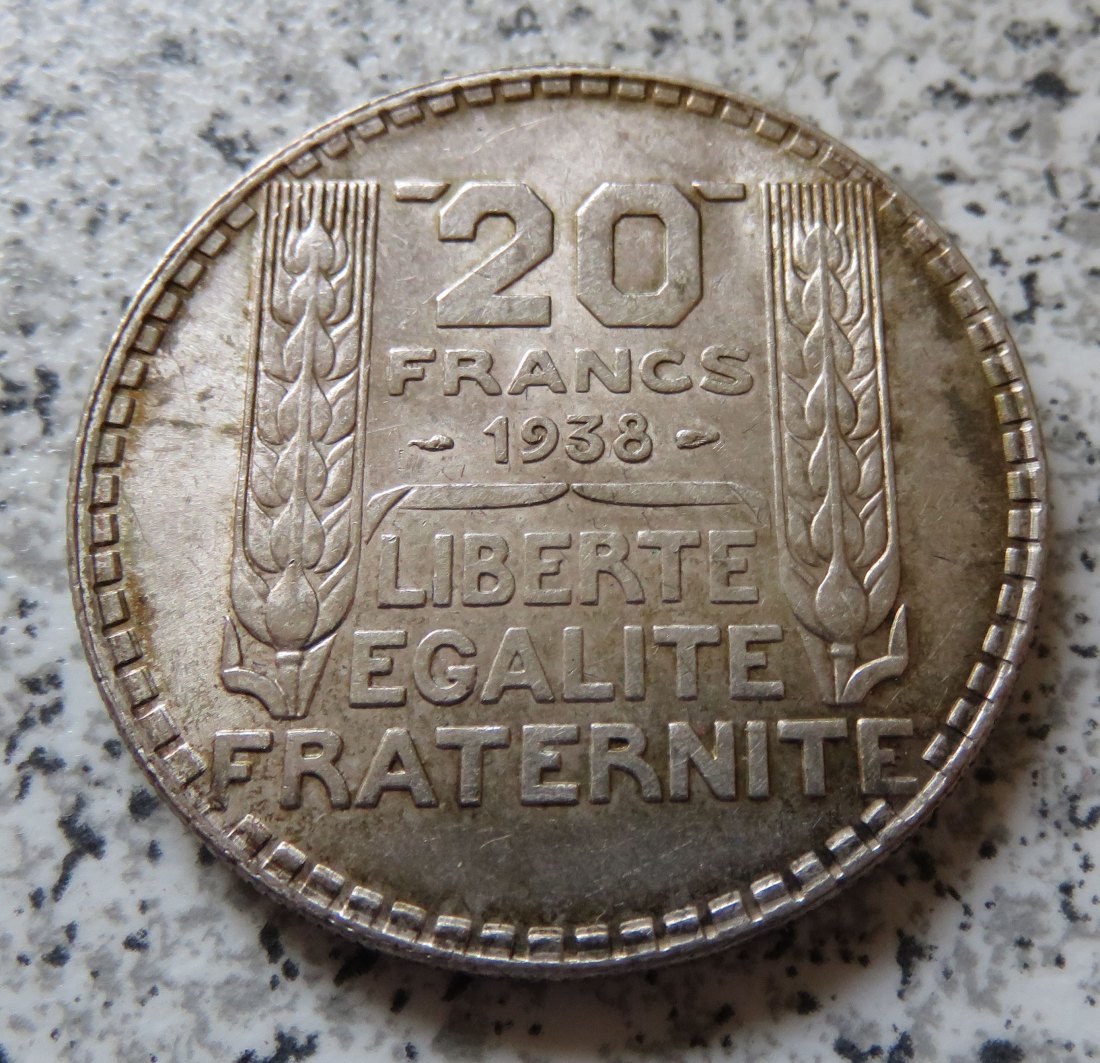 20
FRANCS
1938
LIBERTE
EGALITE
FRATERNITE